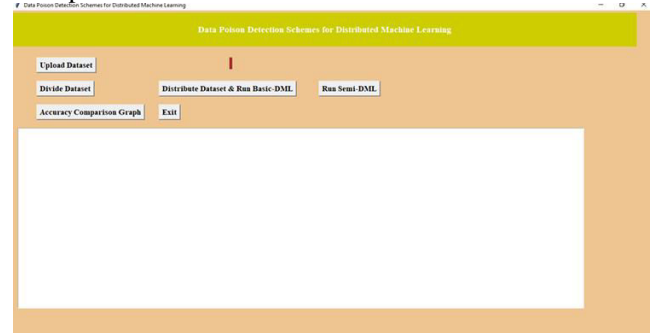 Data Poison Detection Schemes for Distributed Machine Learning
Data Poison Detection Schemes for Distributed Machine Learning
Upload Dataset
Divide Dataset
Distribute Dataset & Run Basic-DML
Run Semi-DML
Accuracy Comparison Graph
Exit